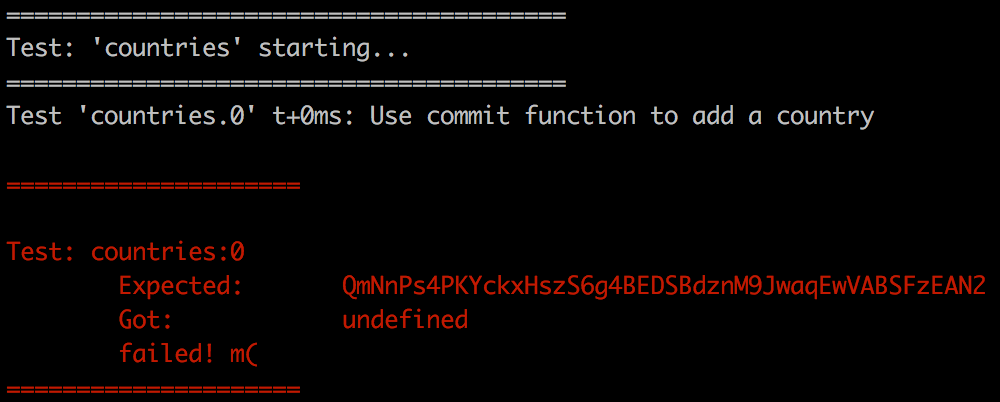 ========================================
Test: 'countries' starting...
========================================
Test 'countries.0' t+0ms: Use commit function to add a country
=====================
Test: countries:0
Expected: QmNnPs4PKYckxHszS6g4BEDSBdznM9JwaqEwVABSFzEAN2
Got: undefined
failed! m(
=====================